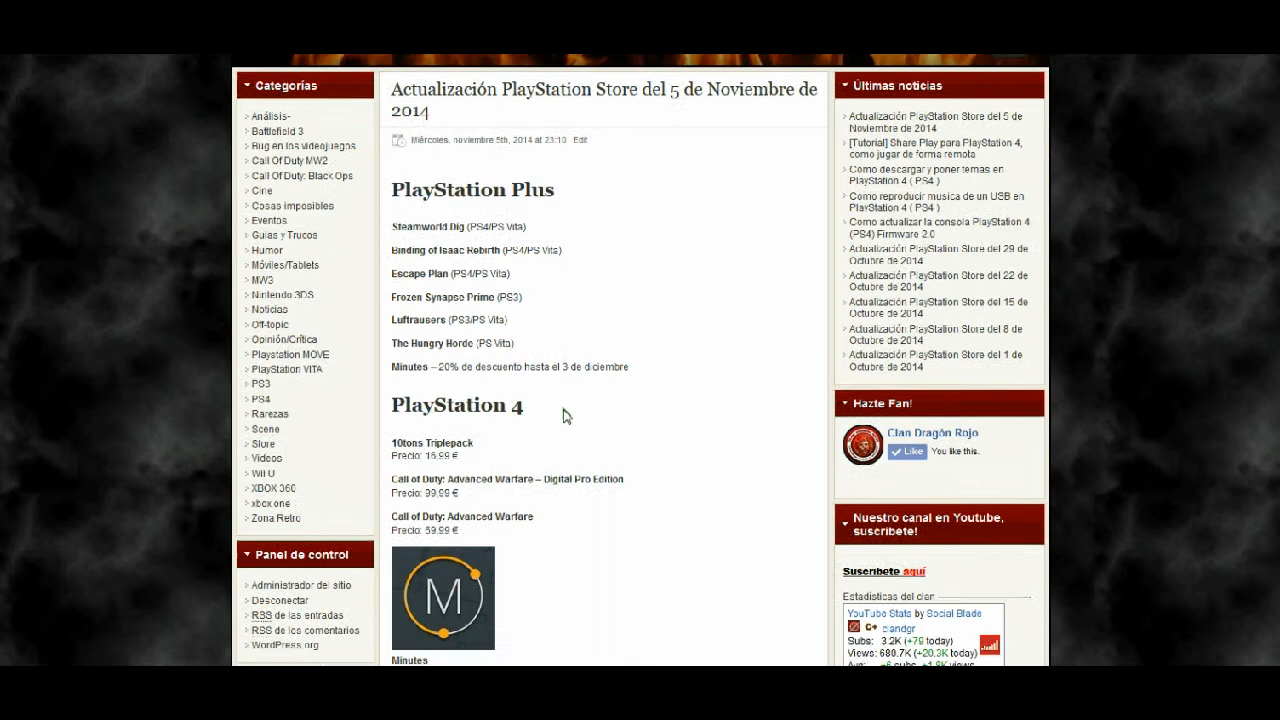 Categorías
Análisis-
Battlefield 3
Bug en los videojuegos
Call Of Duty MW2
Call Of Duty: Black Ops
Cine
Cosas imposibles
Eventos
Guias y Trucos
Humor
Móviles/Tablets
MW3
Nintendo 3DS
Noticias
Off-topic
Opinión/Crítica
Playstation MOVE
PlayStation VITA
PS3
PS4
Rarezas
Scene
Store
Videos
Wii U
XBOX 360
xbox one
Zona Retro
Panel de control
Administrador del sitio
Desconectar
RSS de las entradas
RSS de los comentarios
WordPress.org
Actualización PlayStation Store del 5 de Noviembre de
2014
Miércoles, noviembre 5th, 2014 at 23:10 Edit
PlayStation Plus
Steamworld Dig (PS4/PS Vita)
Binding of Isaac Rebirth (PS4/PS Vita)
Escape Plan (PS4/PS Vita)
Frozen Synapse Prime (PS3)
Luftrausers (PS3/PS Vita)
The Hungry Horde (PS Vita)
Minutes – 20% de descuento hasta el 3 de diciembre
PlayStation 4
10tons Triplepack
Precio: 16,99 €
Call of Duty: Advanced Warfare – Digital Pro Edition
Precio: 99,99 €
Call of Duty: Advanced Warfare
Precio: 69,99 €
M
Minutes
Últimas noticias
Actualización PlayStation Store del 5 de
Noviembre de 2014
[Tutorial] Share Play para PlayStation 4,
como jugar de forma remota
Como descargar y poner temas en
PlayStation 4 ( PS4 )
Como reproducir musica de un USB en
PlayStation 4 ( PS4 )
Como actualizar la consola PlayStation 4
(PS4) Firmware 2.0
Actualización PlayStation Store del 29 de
Octubre de 2014
Actualización PlayStation Store del 22 de
Octubre de 2014
Actualización PlayStation Store del 15 de
Octubre de 2014
Actualización PlayStation Store del 8 de
Octubre de 2014
Actualización PlayStation Store del 1 de
Octubre de 2014
Hazte Fan!
Clan Dragón Rojo
Like You like this.
Nuestro canal en Youtube,
suscribete!
Suscribete aquí
Estadisticas del clan
YouTube Stats by Social Blade
G+ clandgr
Subs: 3.2K (+79 today)
Views: 680.7K (+20.3K today)
Avg: +6 subs, +1.9K views